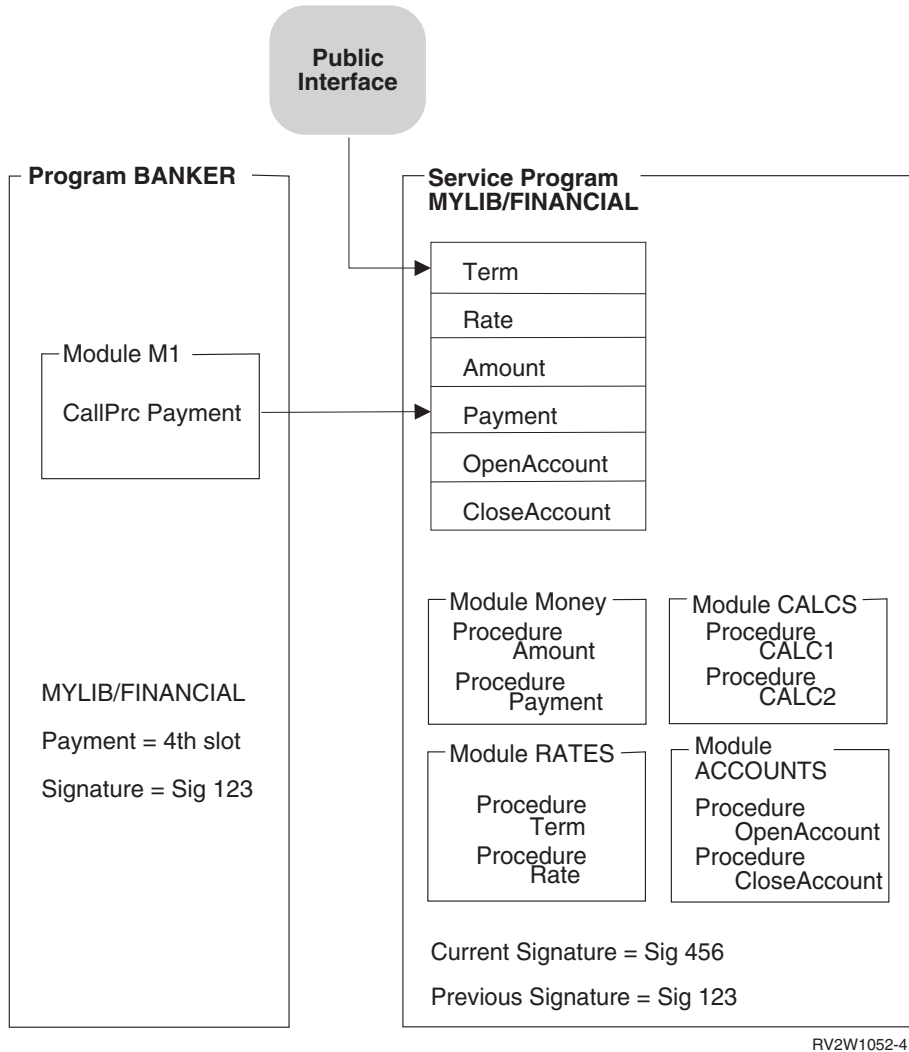 Public
Interface
Program BANKER
Module M1
CallPrc Payment
MYLIB/FINANCIAL
Payment = 4th slot
Signature = Sig 123
Service Program
MYLIB/FINANCIAL
Term
Rate
Amount
Payment
OpenAccount
CloseAccount
Module Money
Procedure
Amount
Procedure
Payment
Module CALCS
Procedure
CALC1
Procedure
CALC2
Module RATES
Procedure
Term
Procedure
Rate
Module
ACCOUNTS
Procedure
OpenAccount
Procedure
CloseAccount
Current Signature = Sig 456
Previous Signature = Sig 123
RV2W1052-4